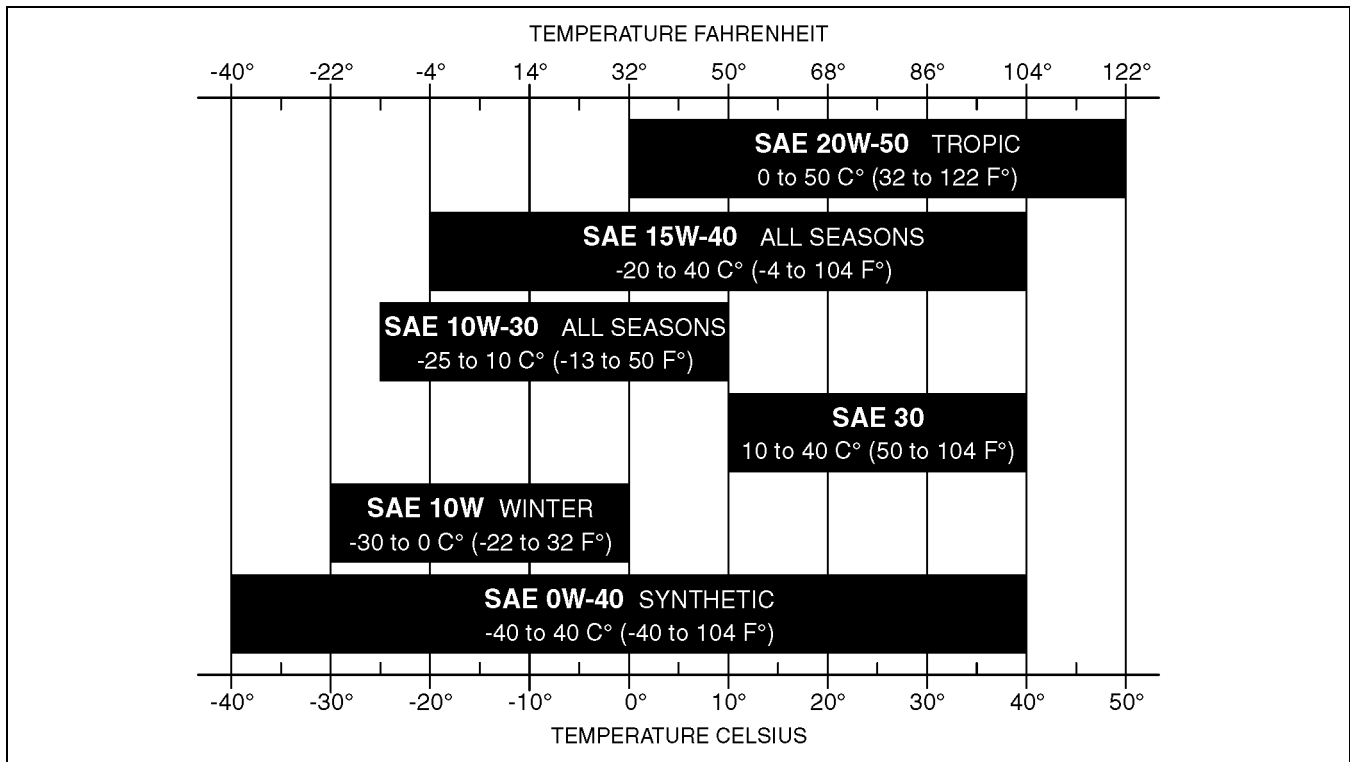 TEMPERATURE FAHRENHEIT
-40° -22° -4° 14° 32° 50° 68° 86° 104° 122°
SAE 20W-50 TROPIC
0 to 50 C° (32 to 122 F°)
SAE 15W-40 ALL SEASONS
-20 to 40 C° (-4 to 104 F°)
SAE 10W-30 ALL SEASONS
-25 to 10 C° (-13 to 50 F°)
SAE 30
10 to 40 C° (50 to 104 F°)
SAE 10W WINTER
-30 to 0 C° (-22 to 32 F°)
SAE 0W-40 SYNTHETIC
-40 to 40 C° (-40 to 104 F°)
-40° -30° -20° -10° 0° 10° 20° 30° 40° 50°
TEMPERATURE CELSIUS